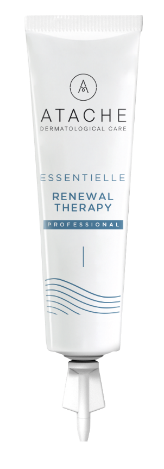 ATACHE
DERMATOLOGICAL CARE
ESSENTIELLE
RENEWAL
THERAPY
PROFESSIONAL
I